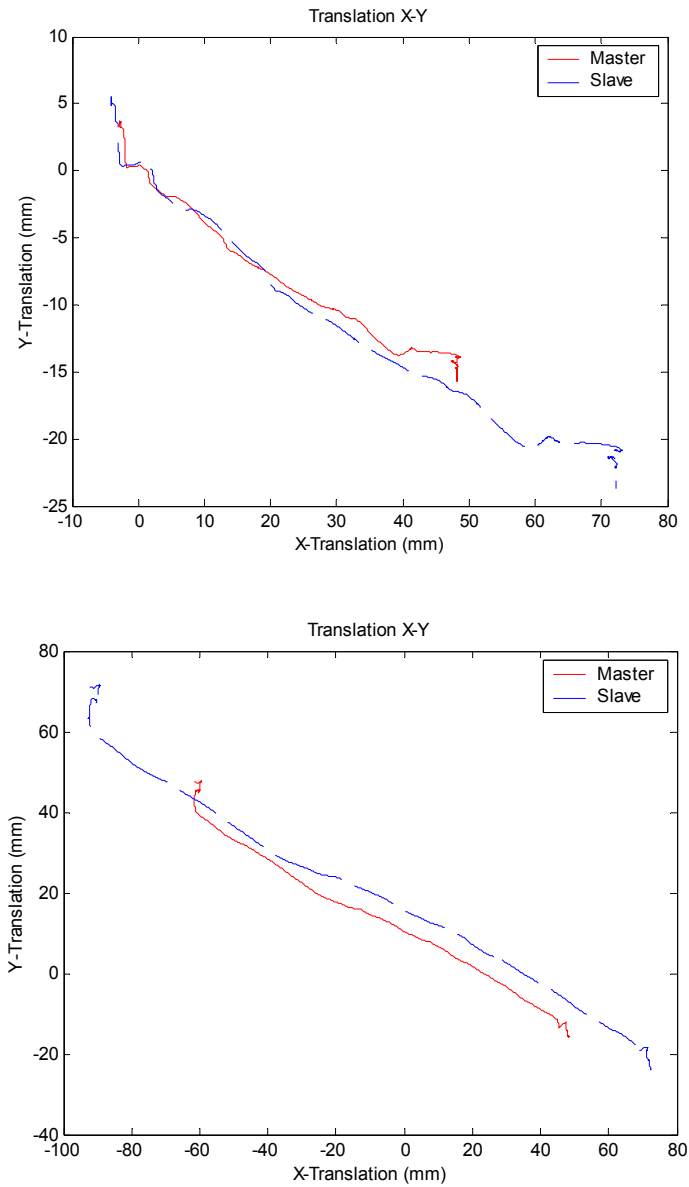 Translation X-Y
10
5
0
-5
-10
-15
-20
-25
Y-Translation (mm)
Master
Slave
-10 0 10 20 30 40 50 60 70 80
X-Translation (mm)
Translation X-Y
80
60
40
20
0
-20
-40
Y-Translation (mm)
Master
Slave
-100 -80 -60 -40 -20 0 20 40 60 80
X-Translation (mm)